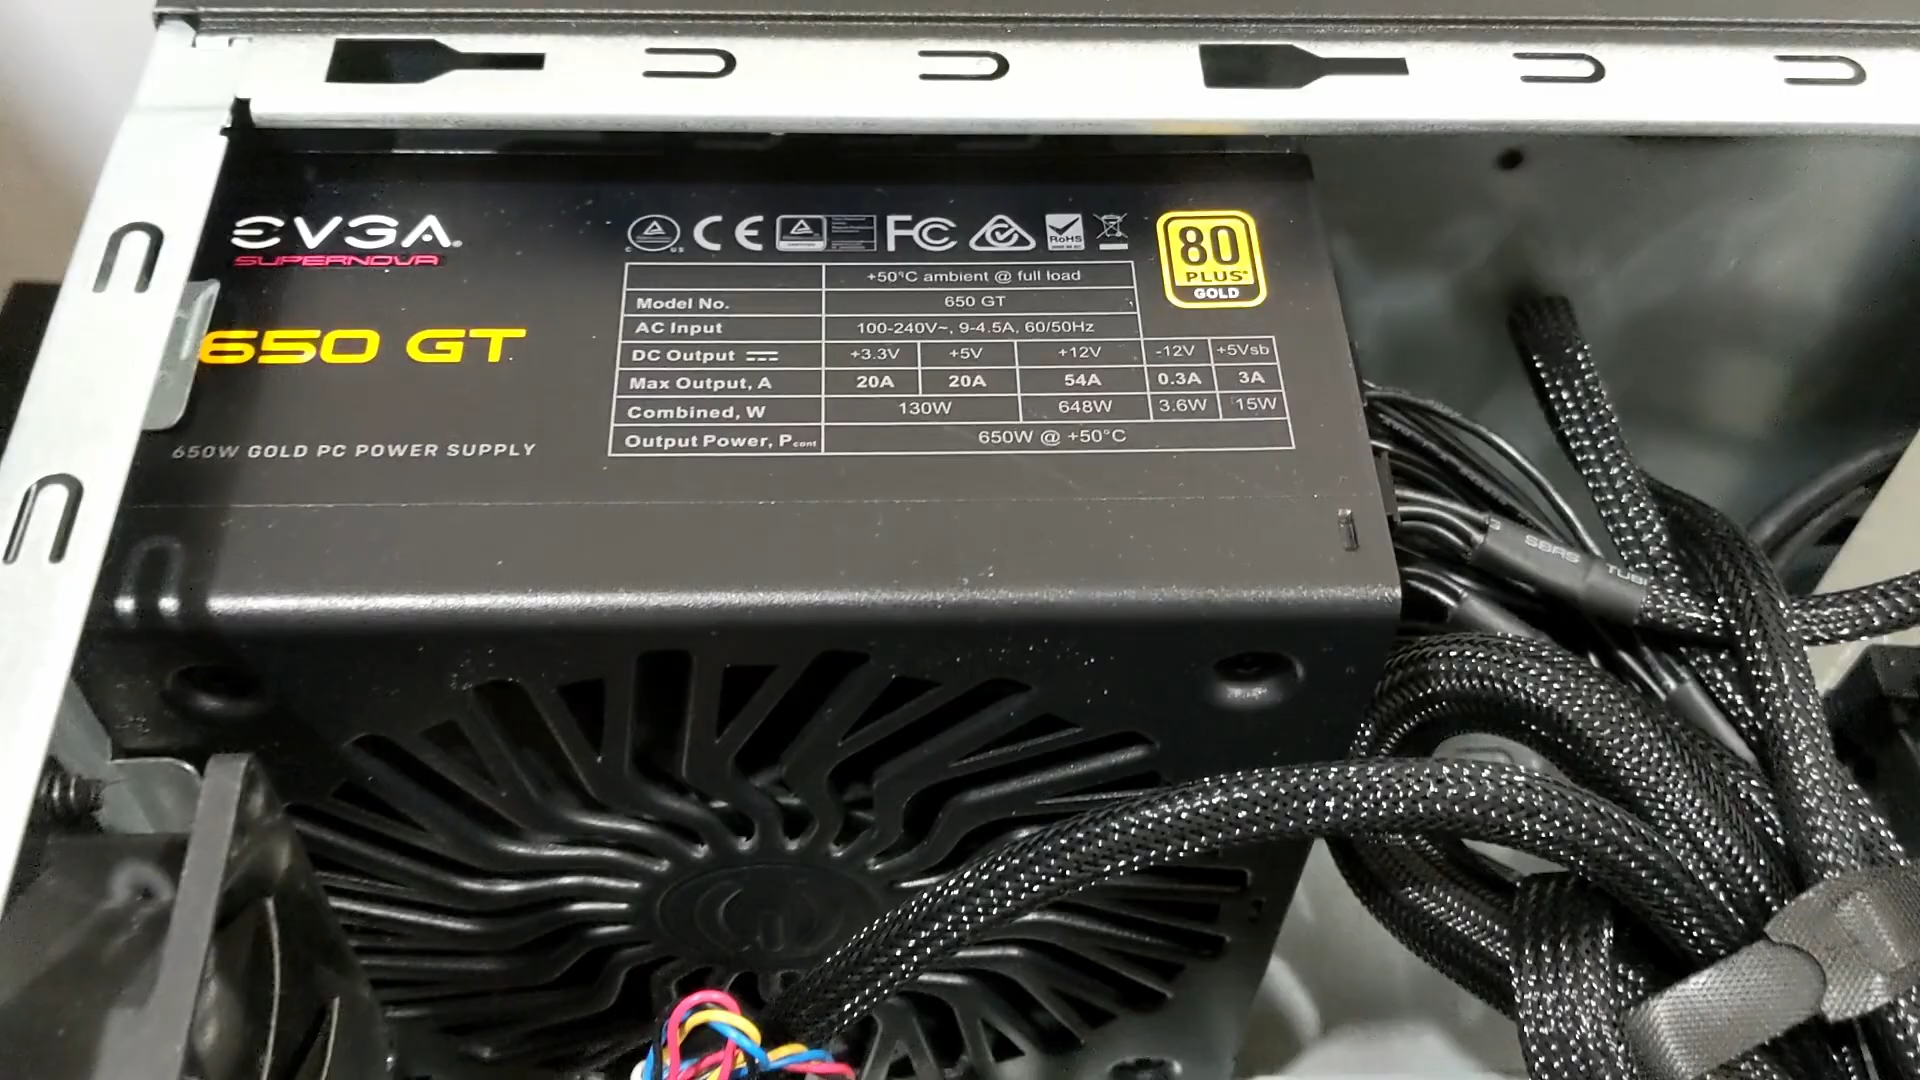 EVGA
SUPERNOVA
650 GT
650W GOLD PC POWER SUPPLY
C US
CE
FC
RoHS
80
PLUS
GOLD
+50°C ambient @ full load
Model No. 650 GT
AC Input 100-240V~, 9-4.5A, 60/50Hz
DC Output +3.3V +5V +12V -12V +5Vsb
Max Output, A 20A 20A 54A 0.3A 3A
Combined, W 130W 648W 3.6W 15W
Output Power, Pcont 650W @ +50°C
SBRS TUB